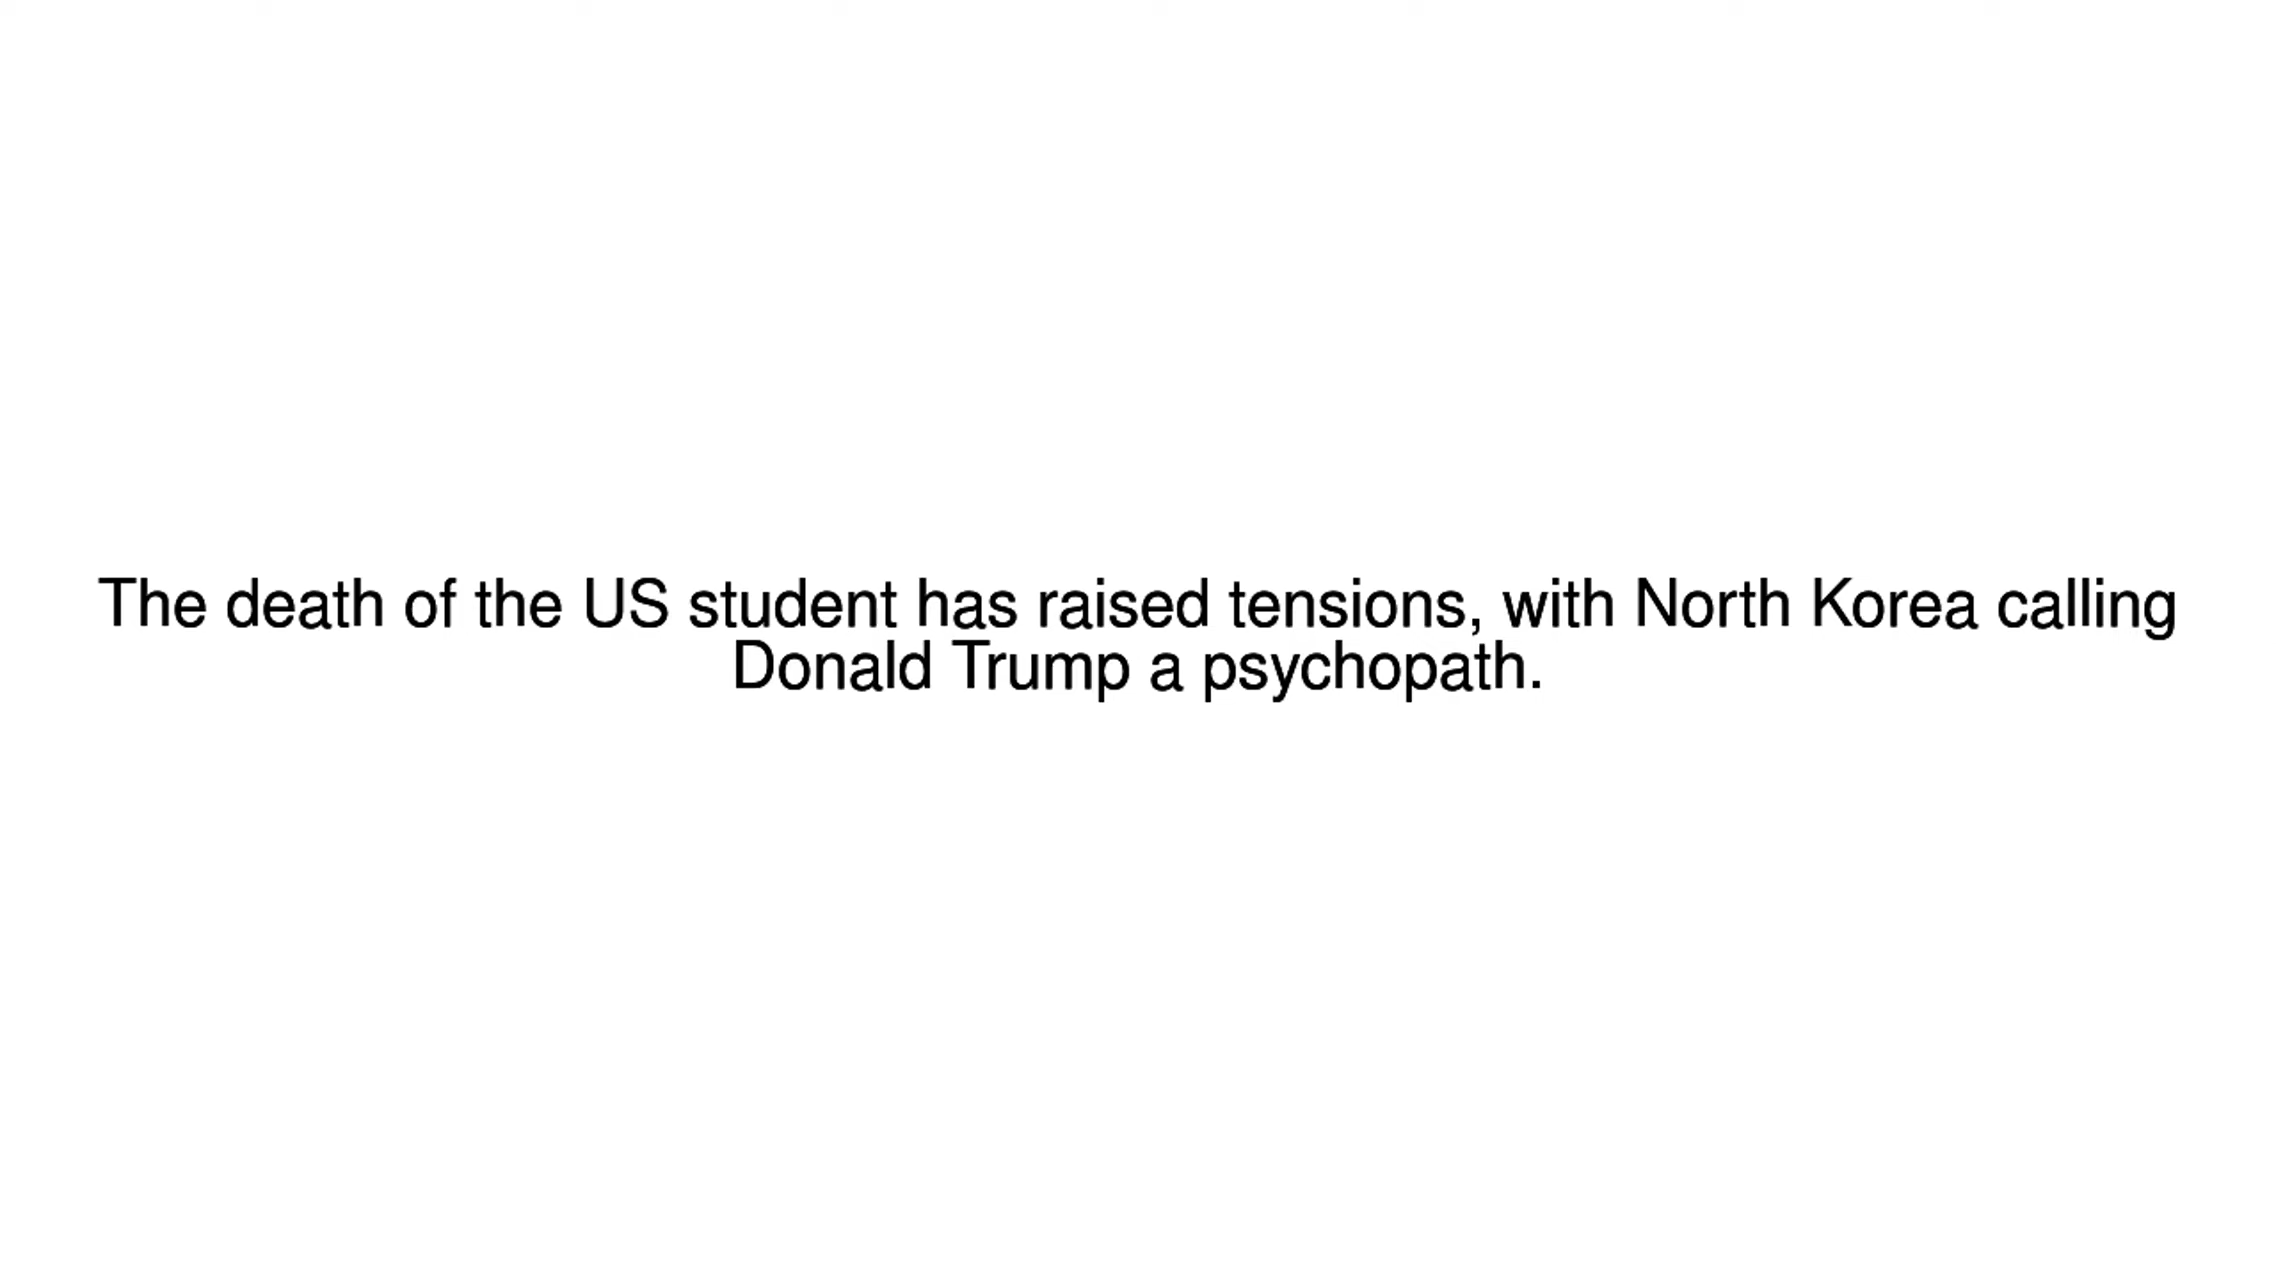 The death of the US student has raised tensions, with North Korea calling
Donald Trump a psychopath.